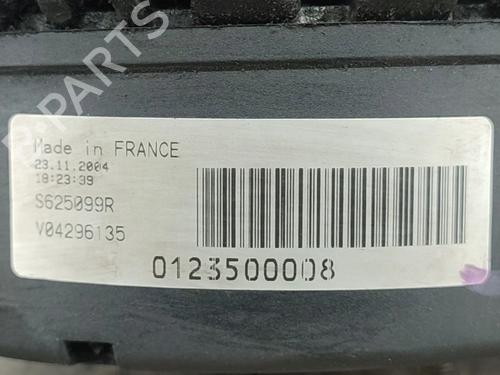 PARTS
Made in FRANCE
23.11.2004
18:23:39
S625099R
V04296135
0123500008